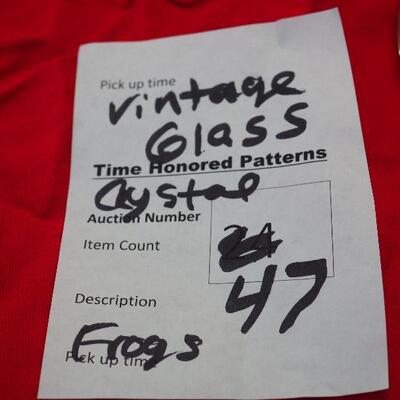 Pick up time
Vintage
Glass
Time Honored Patterns
Crystal
Auction Number
Item Count
24
47
Description
Frogs
Pick up time